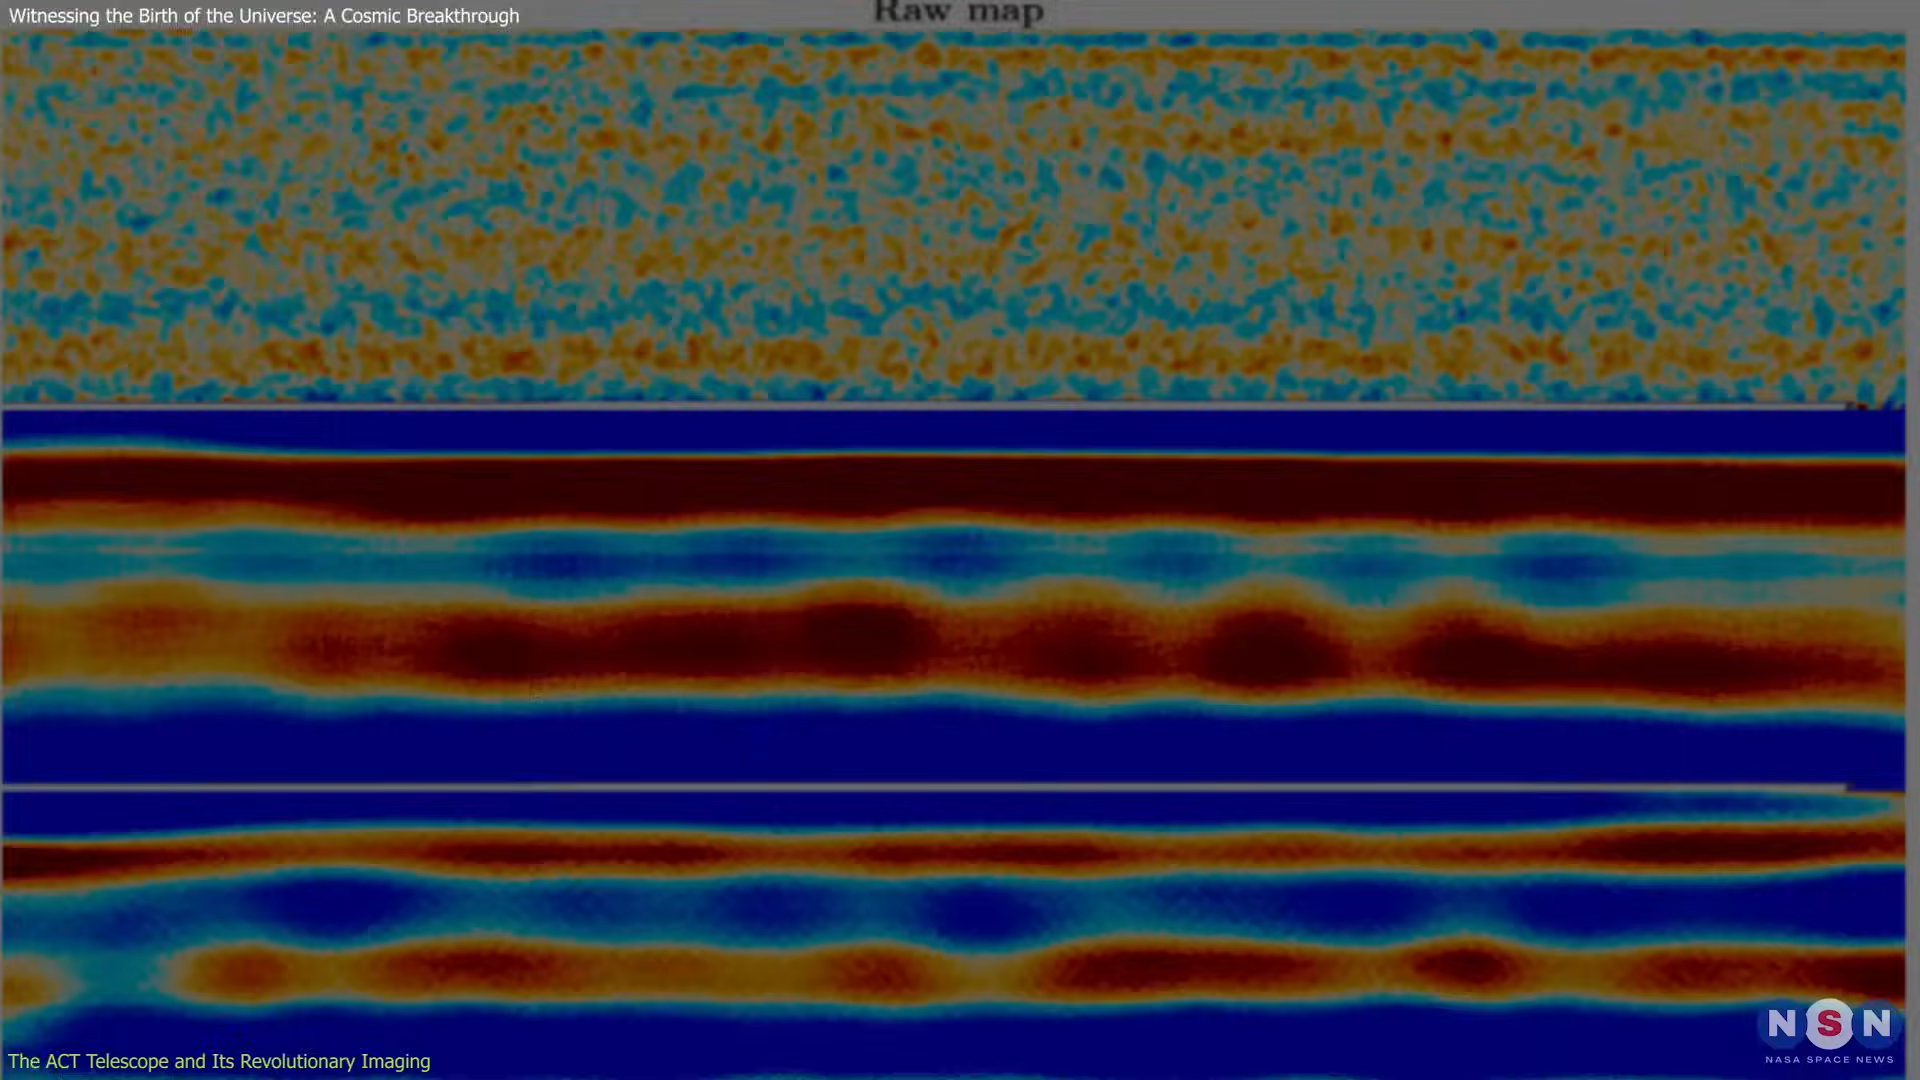 Witnessing the Birth of the Universe: A Cosmic Breakthrough
Raw map
The ACT Telescope and Its Revolutionary Imaging
NSN
NASA SPACE NEWS